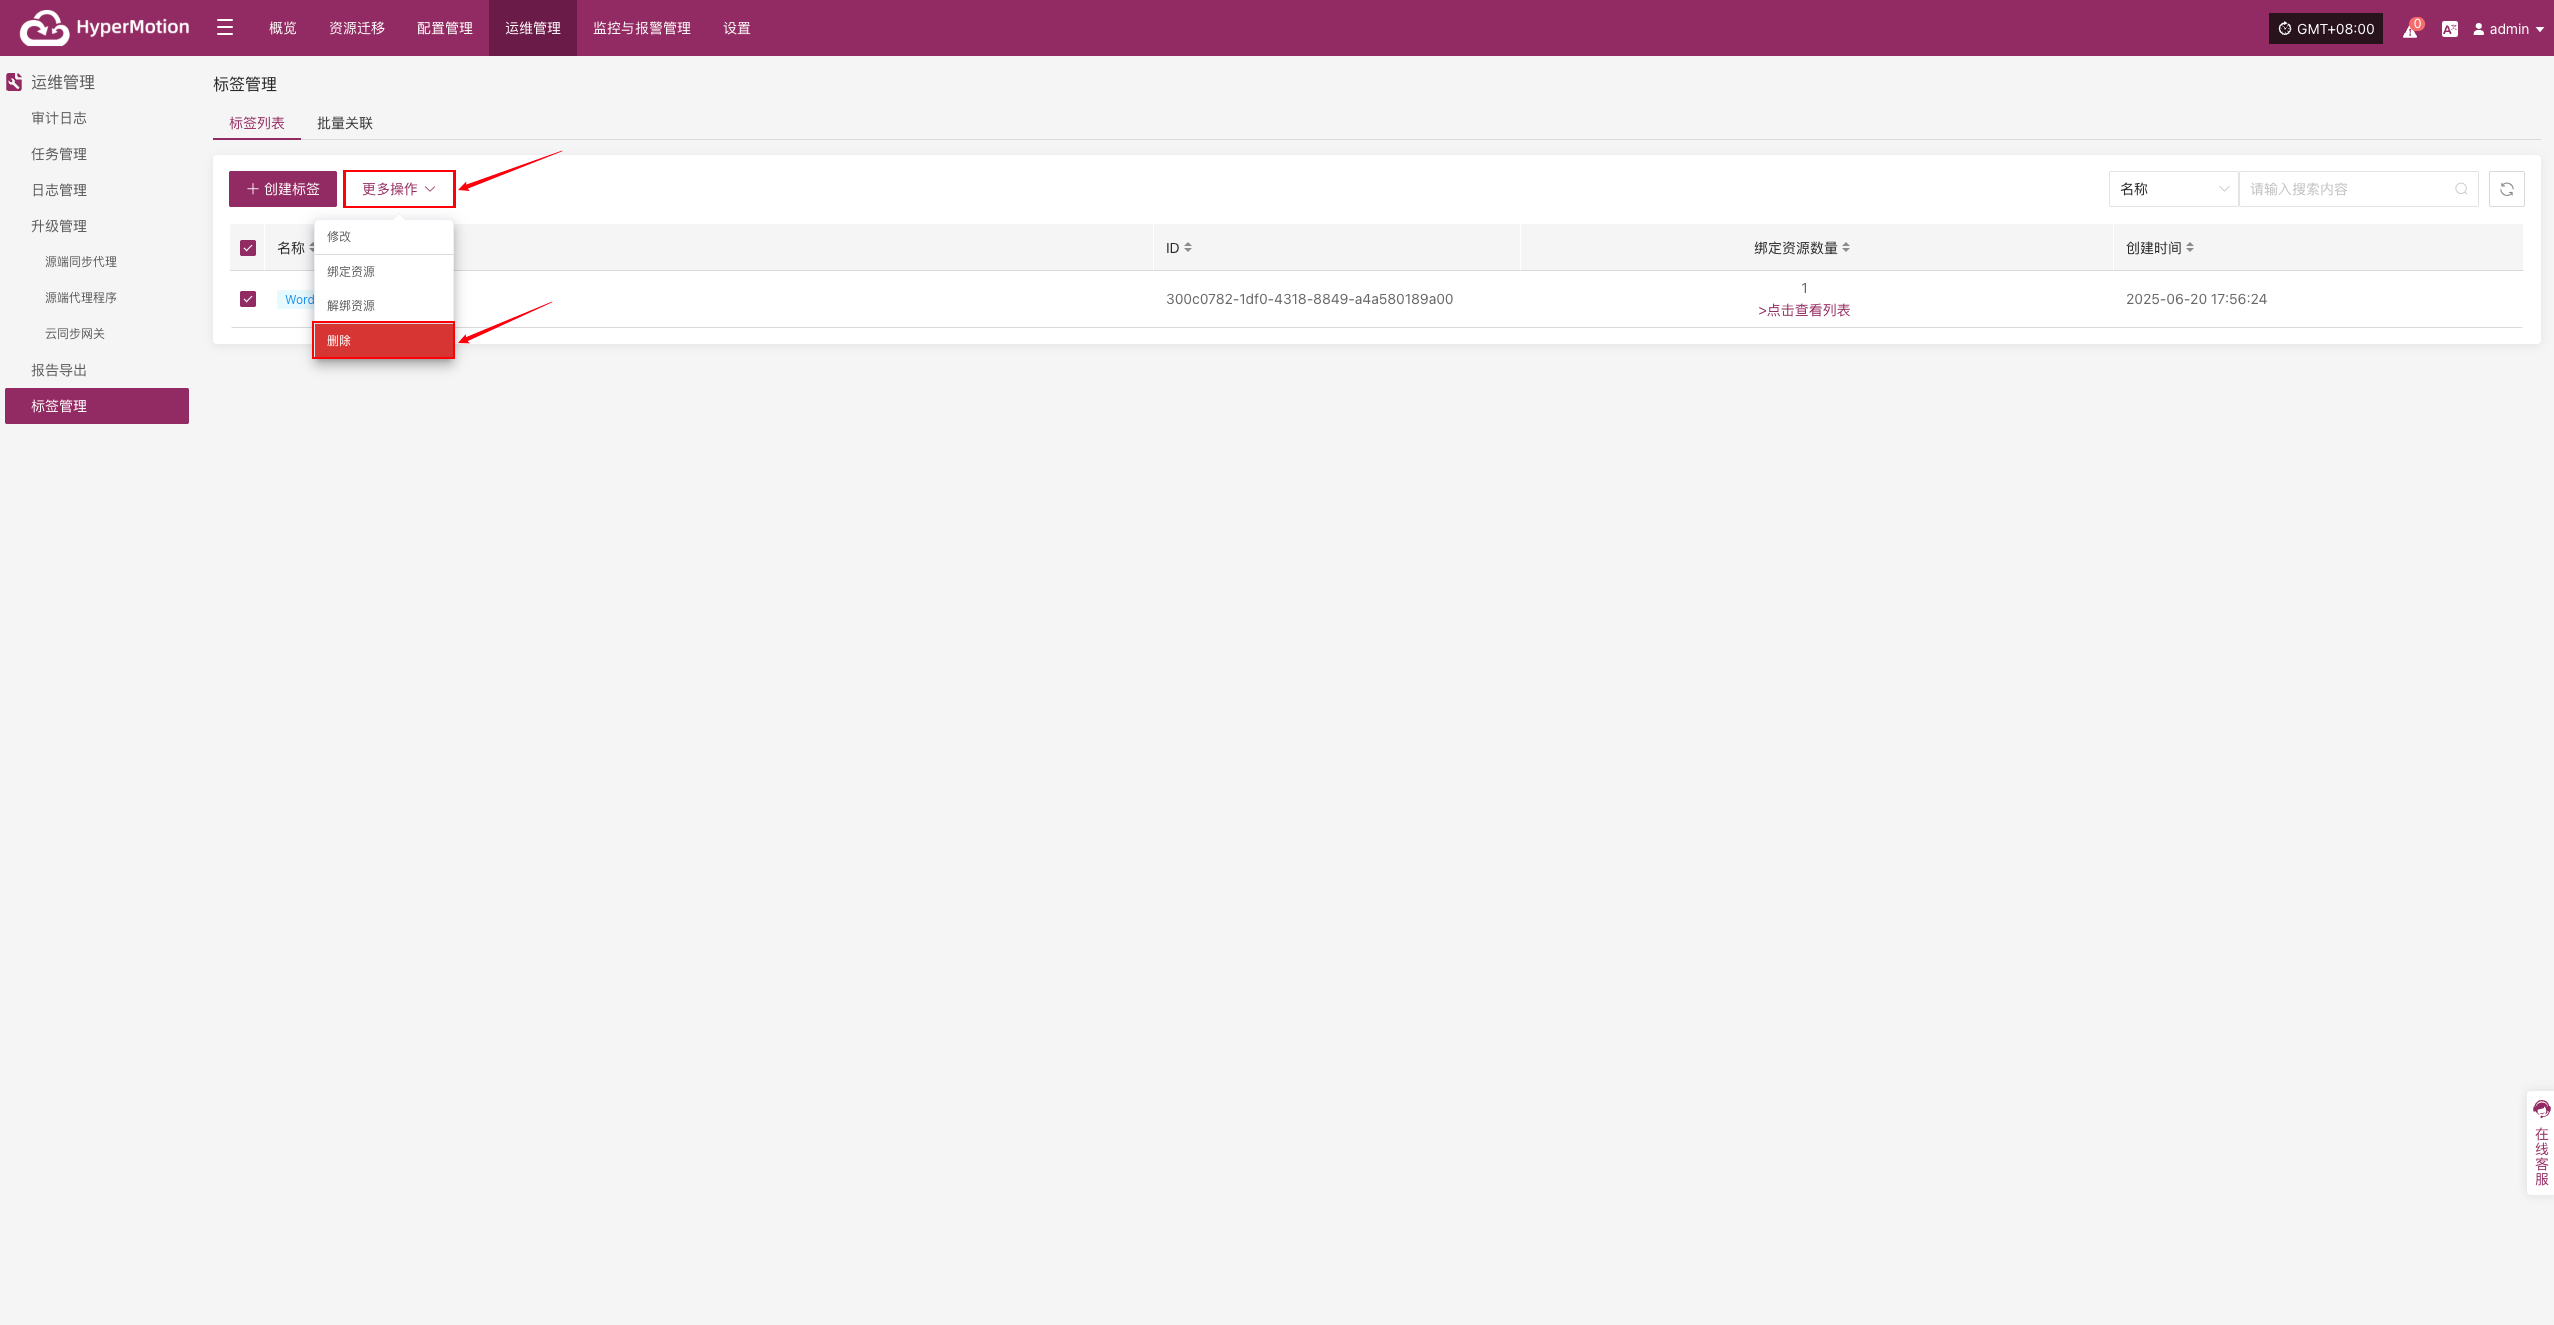 HyperMotion
概览
资源迁移
配置管理
运维管理
监控与报警管理
设置
GMT+08:00
0
admin
运维管理
审计日志
任务管理
日志管理
升级管理
源端同步代理
源端代理程序
云同步网关
报告导出
标签管理
标签管理
标签列表
批量关联
创建标签
更多操作
名称
请输入搜索内容
修改
绑定资源
解绑资源
删除
名称
ID
绑定资源数量
创建时间
Word
300c0782-1df0-4318-8849-a4a580189a00
1
>点击查看列表
2025-06-20 17:56:24
在线客服